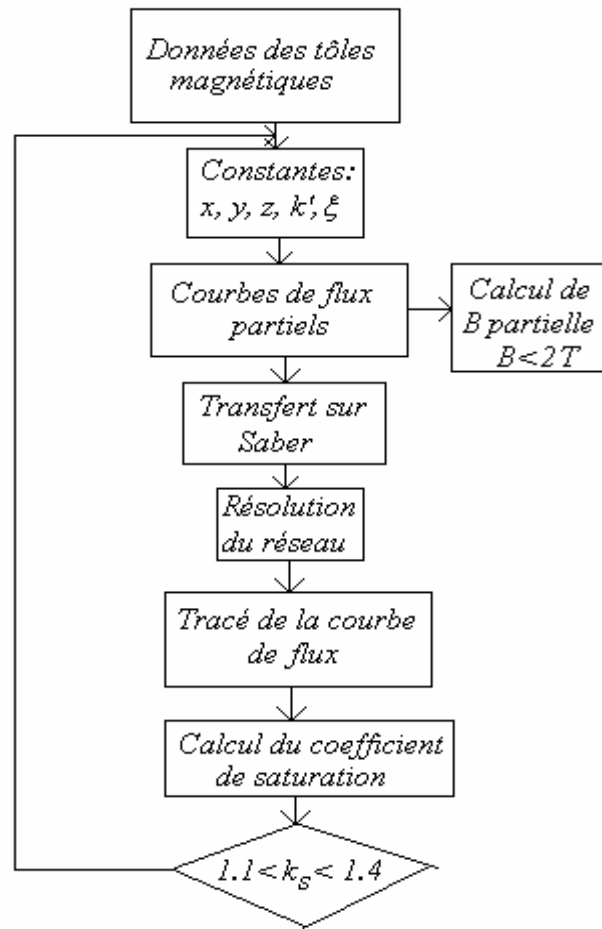 Données des tôles
magnétiques
Constantes:
x, y, z, k', ξ
Courbes de flux
partiels
Calcul de
B partielle
B<2T
Transfert sur
Saber
Résolution
du réseau
Tracé de la courbe
de flux
Calcul du coefficient
de saturation
1.1<k_s<1.4